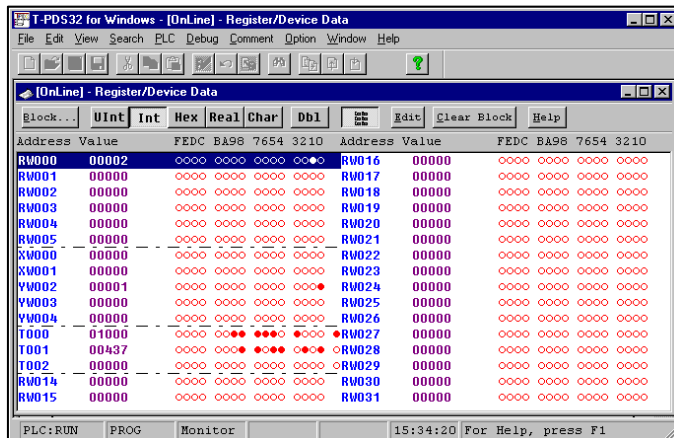 T-PDS32 for Windows - [OnLine] - Register/Device Data
File Edit View Search PLC Debug Comment Option Window Help
[OnLine] - Register/Device Data
Block... UInt Int Hex Real Char Dbl Edit Clear Block Help
Address Value FEDC BA98 7654 3210 Address Value FEDC BA98 7654 3210
RW000 00002 RW016 00000
RW001 00000 RW017 00000
RW002 00000 RW018 00000
RW003 00000 RW019 00000
RW004 00000 RW020 00000
RW005 00000 RW021 00000
XW000 00000 RW022 00000
XW001 00000 RW023 00000
YW002 00001 RW024 00000
YW003 00000 RW025 00000
YW004 00000 RW026 00000
T000 01000 RW027 00000
T001 00437 RW028 00000
T002 00000 RW029 00000
RW014 00000 RW030 00000
RW015 00000 RW031 00000
PLC:RUN PROG Monitor 15:34:20 For Help, press F1